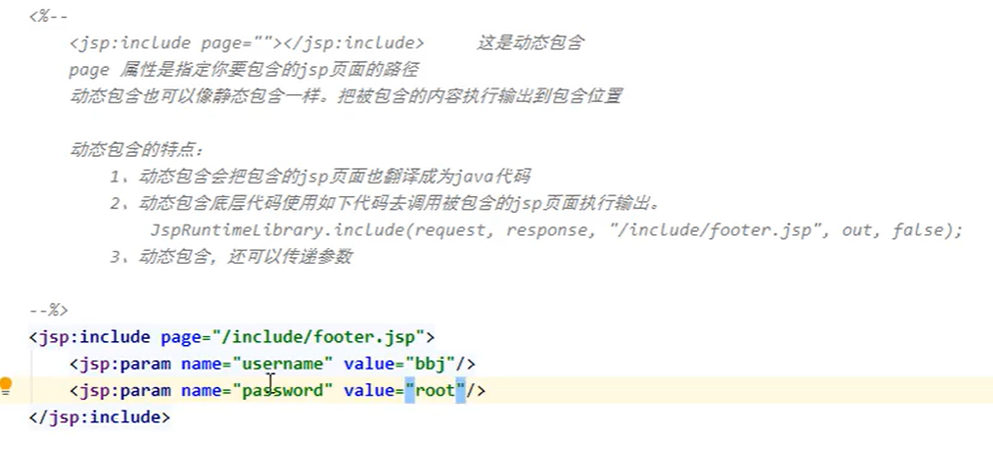 <%--
<jsp:include page=""></jsp:include> 这是动态包含
page 属性是指定你要包含的jsp页面的路径
动态包含也可以像静态包含一样。把被包含的内容执行输出到包含位置
动态包含的特点：
1、动态包含会把包含的jsp页面也翻译成为java代码
2、动态包含底层代码使用如下代码去调用被包含的jsp页面执行输出。
JspRuntimeLibrary.include(request, response, "/include/footer.jsp", out, false);
3、动态包含，还可以传递参数
--%>
<jsp:include page="/include/footer.jsp">
<jsp:param name="username" value="bbj"/>
<jsp:param name="password" value="root"/>
</jsp:include>